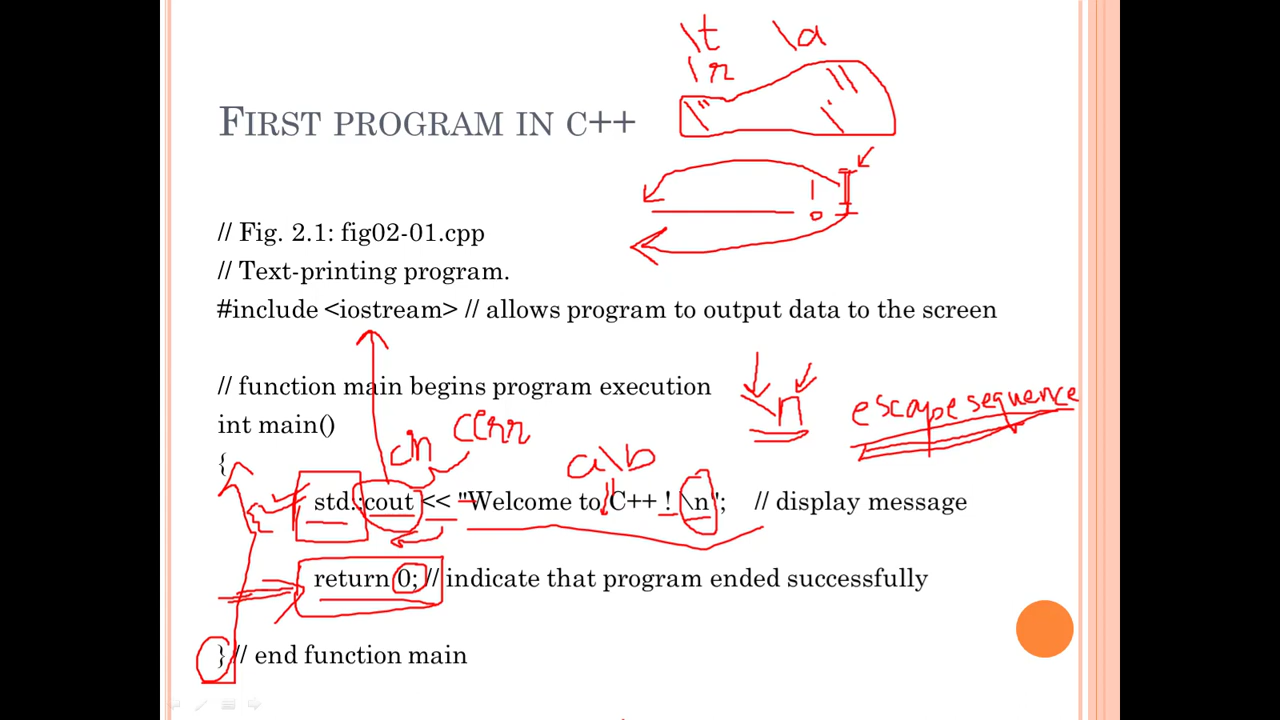 \t \a
\r
FIRST PROGRAM IN C++
// Fig. 2.1: fig02-01.cpp
// Text-printing program.
#include <iostream> // allows program to output data to the screen
// function main begins program execution
n
escape sequence
int main()
cin cerr
{
a\b
std::cout << "Welcome to C++ ! \n"; // display message
return 0; // indicate that program ended successfully
} // end function main